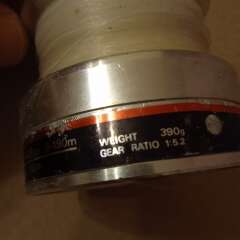 WEIGHT 390g
GEAR RATIO 1:5.2